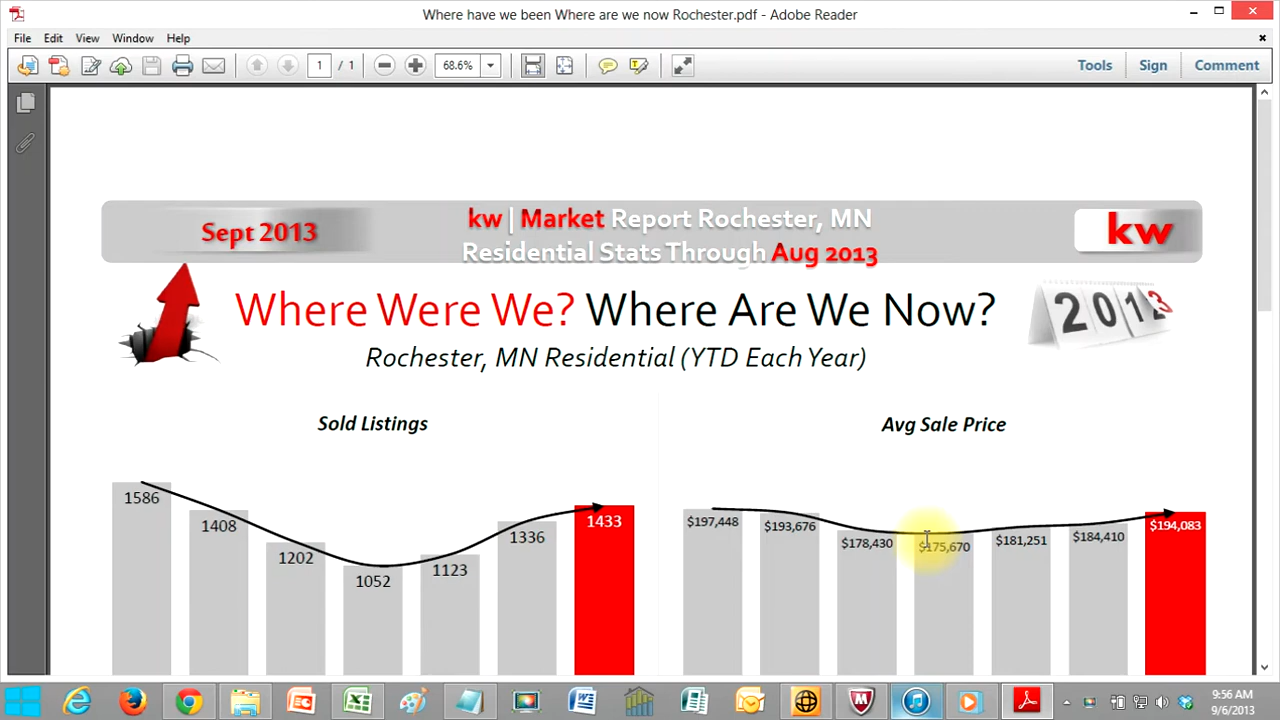 Where have we been Where are we now Rochester.pdf - Adobe Reader
File Edit View Window Help
1 / 1 68.6% Tools Sign Comment
Sept 2013
kw | Market Report Rochester, MN
Residential Stats Through Aug 2013
kw
Where Were We? Where Are We Now?
2013
Rochester, MN Residential (YTD Each Year)
Sold Listings
1586
1408
1202
1052
1123
1336
1433
Avg Sale Price
$197,448
$193,676
$178,430
$175,670
$181,251
$184,410
$194,083
9:56 AM
9/6/2013